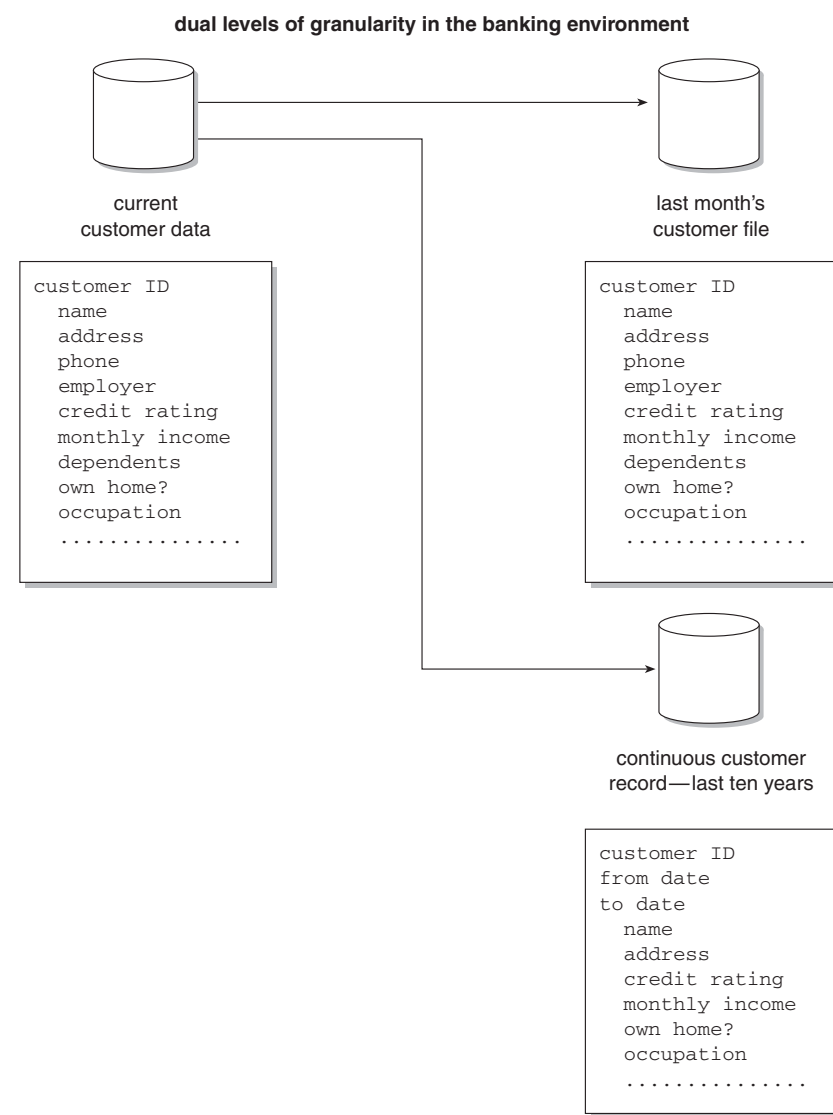 dual levels of granularity in the banking environment
current
customer data
customer ID
name
address
phone
employer
credit rating
monthly income
dependents
own home?
occupation
...............
last month's
customer file
customer ID
name
address
phone
employer
credit rating
monthly income
dependents
own home?
occupation
...............
continuous customer
record—last ten years
customer ID
from date
to date
name
address
credit rating
monthly income
own home?
occupation
...............